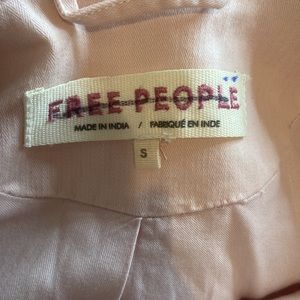 FREE PEOPLE
MADE IN INDIA / FABRIQUÉ EN INDE
S